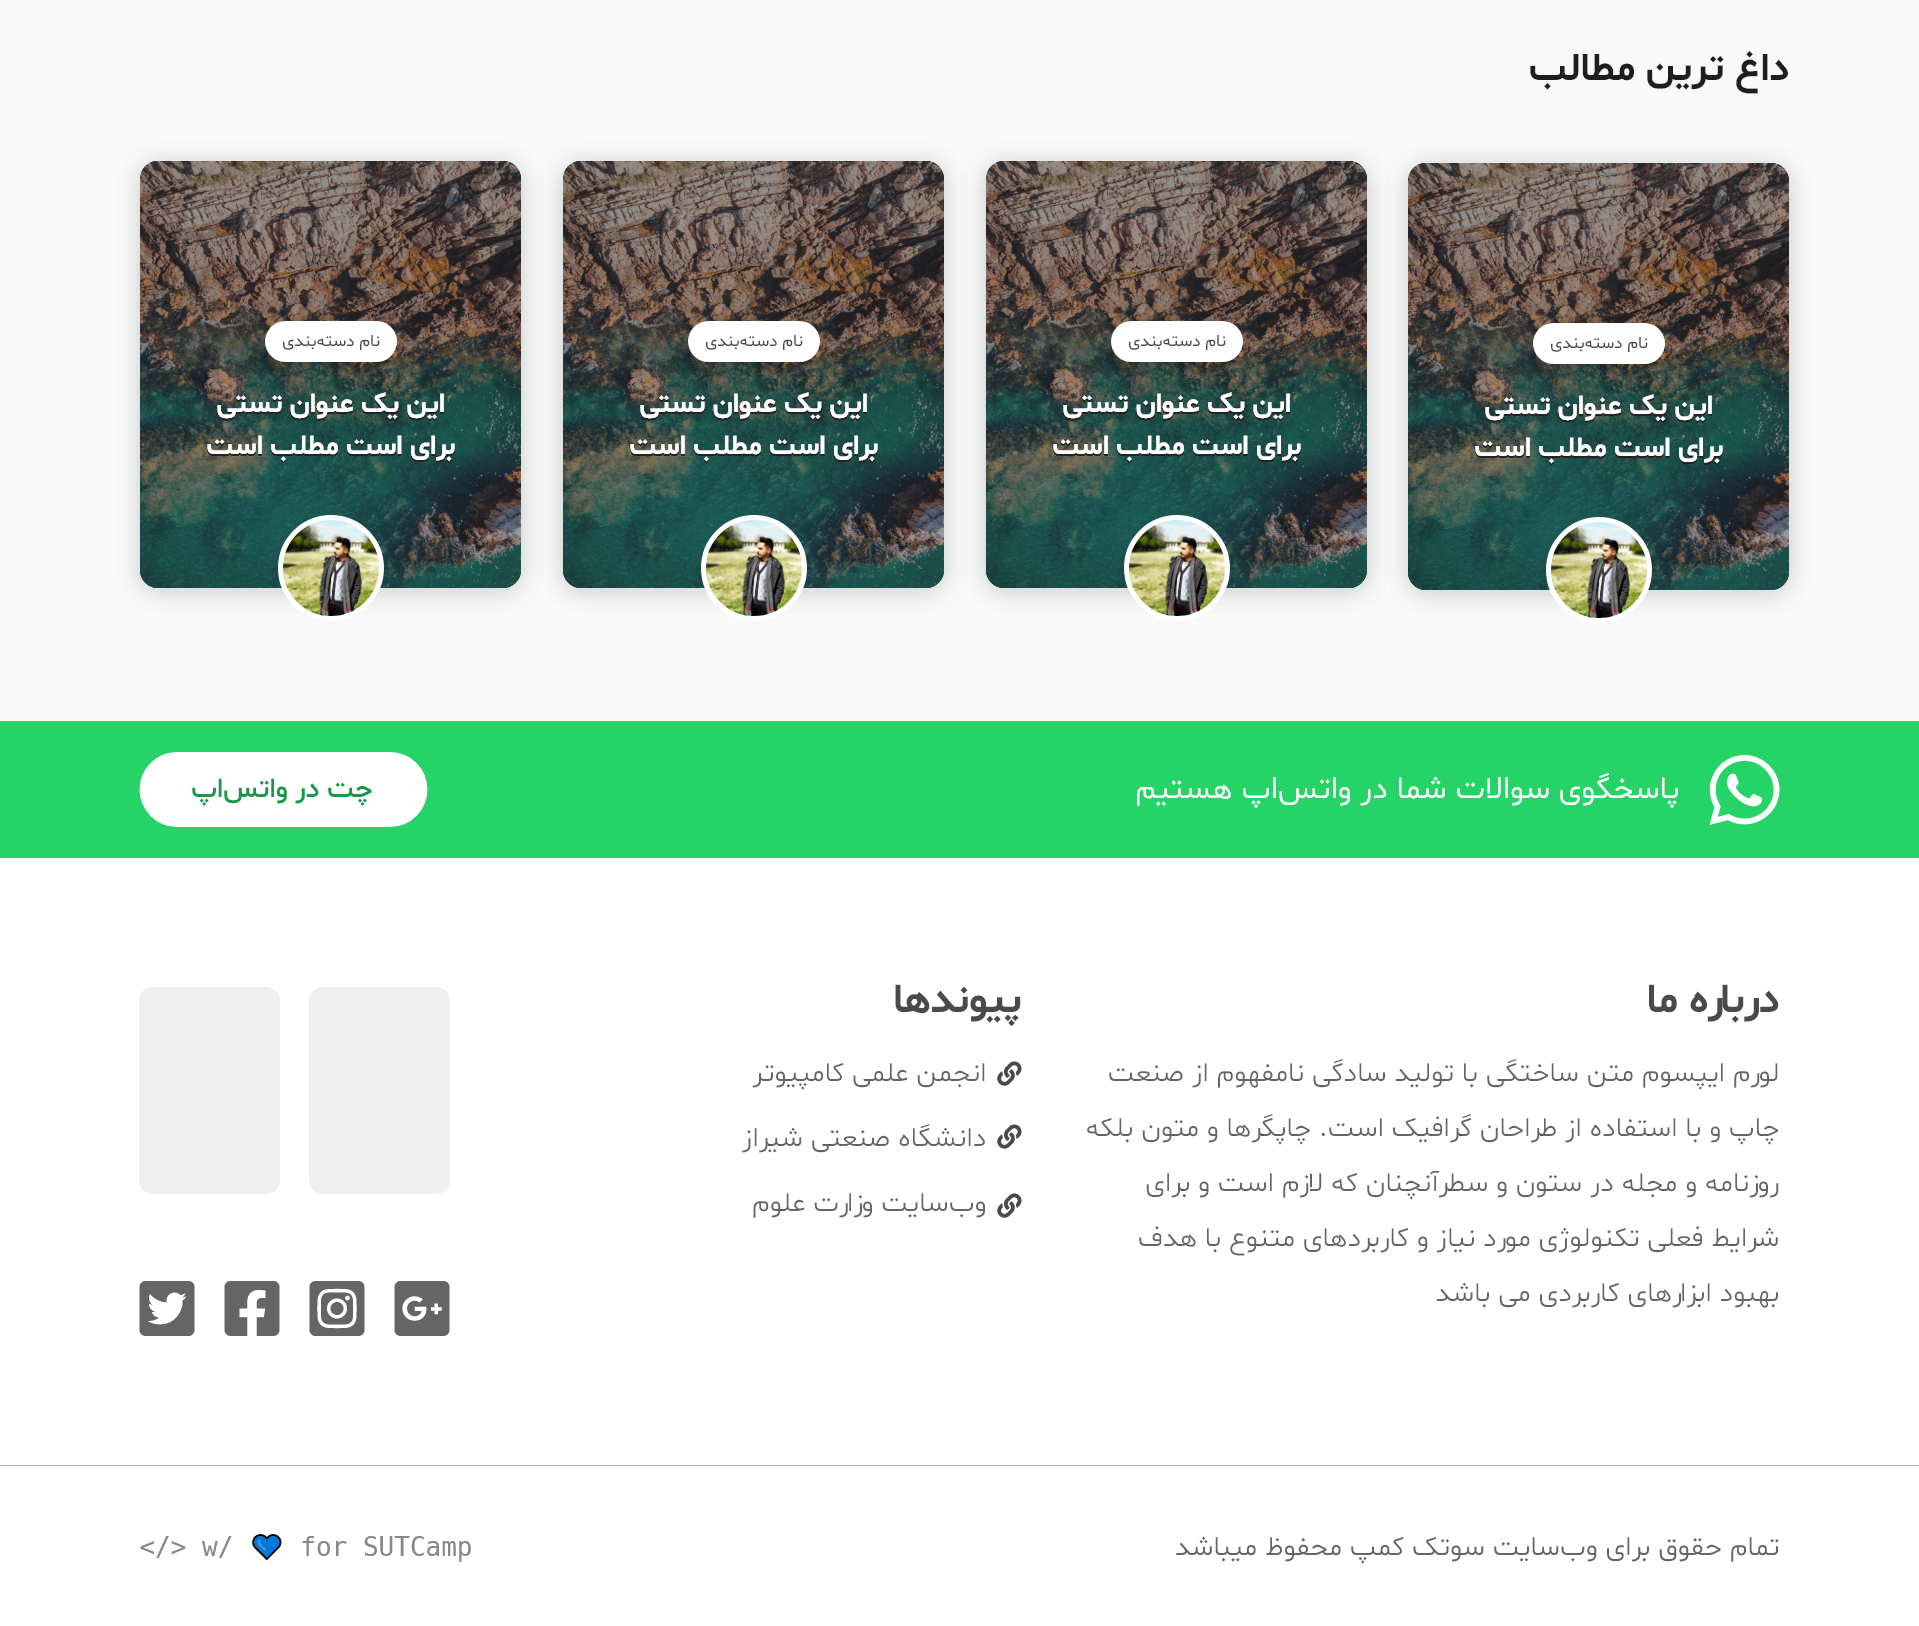 داغ ترین مطالب
نام دسته‌بندی
این یک عنوان تستی
برای است مطلب است
نام دسته‌بندی
این یک عنوان تستی
برای است مطلب است
نام دسته‌بندی
این یک عنوان تستی
برای است مطلب است
نام دسته‌بندی
این یک عنوان تستی
برای است مطلب است
پاسخگوی سوالات شما در واتس‌اپ هستیم
چت در واتس‌اپ
درباره ما
لورم ایپسوم متن ساختگی با تولید سادگی نامفهوم از صنعت
چاپ و با استفاده از طراحان گرافیک است. چاپگرها و متون بلکه
روزنامه و مجله در ستون و سطرآنچنان که لازم است و برای
شرایط فعلی تکنولوژی مورد نیاز و کاربردهای متنوع با هدف
بهبود ابزارهای کاربردی می باشد
پیوندها
انجمن علمی کامپیوتر
دانشگاه صنعتی شیراز
وب‌سایت وزارت علوم
G+
تمام حقوق برای وب‌سایت سوتک کمپ محفوظ میباشد
</> w/ 💙 for SUTCamp